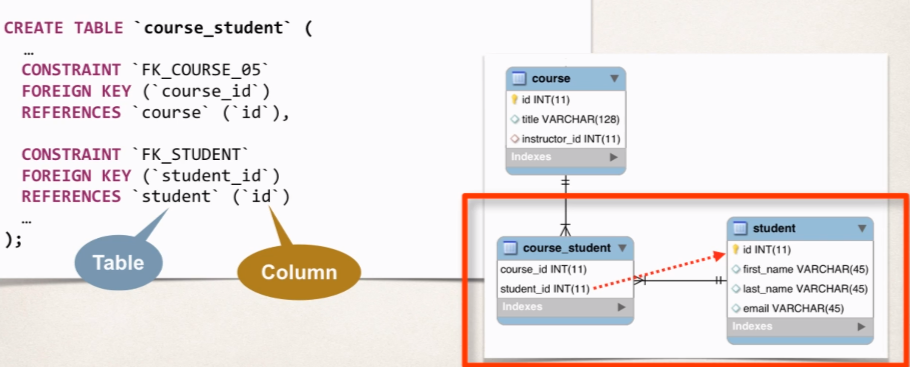 CREATE TABLE `course_student` (
…
CONSTRAINT `FK_COURSE_05`
FOREIGN KEY (`course_id`)
REFERENCES `course` (`id`),
CONSTRAINT `FK_STUDENT`
FOREIGN KEY (`student_id`)
REFERENCES `student` (`id`)
…
);
Table
Column
course
id INT(11)
title VARCHAR(128)
instructor_id INT(11)
Indexes
course_student
course_id INT(11)
student_id INT(11)
Indexes
student
id INT(11)
first_name VARCHAR(45)
last_name VARCHAR(45)
email VARCHAR(45)
Indexes